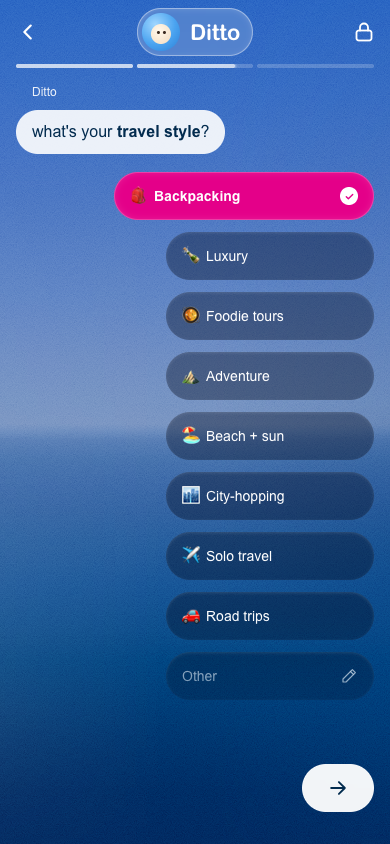 Ditto
Ditto
what's your travel style?
Backpacking
Luxury
Foodie tours
Adventure
Beach + sun
City-hopping
Solo travel
Road trips
Other